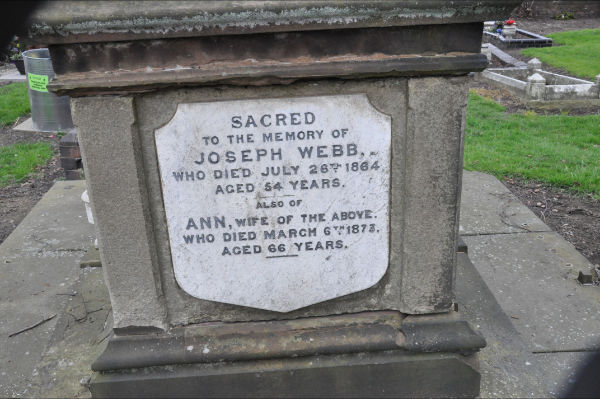 SACRED
TO THE MEMORY OF
JOSEPH WEBB,
WHO DIED JULY 26TH 1864
AGED 54 YEARS.
ALSO OF
ANN, WIFE OF THE ABOVE.
WHO DIED MARCH 6TH 1873,
AGED 66 YEARS.